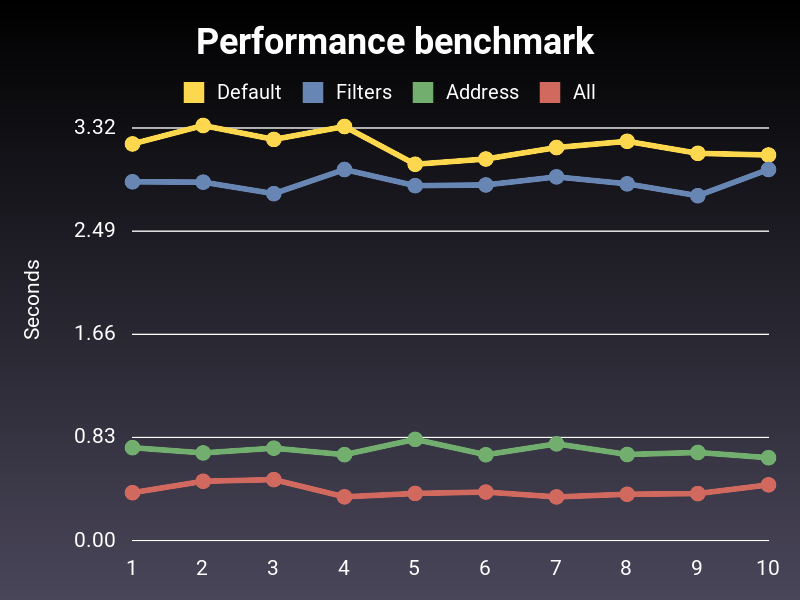 Performance benchmark
Default Filters Address All
3.32
2.49
1.66
0.83
0.00
Seconds
1 2 3 4 5 6 7 8 9 10